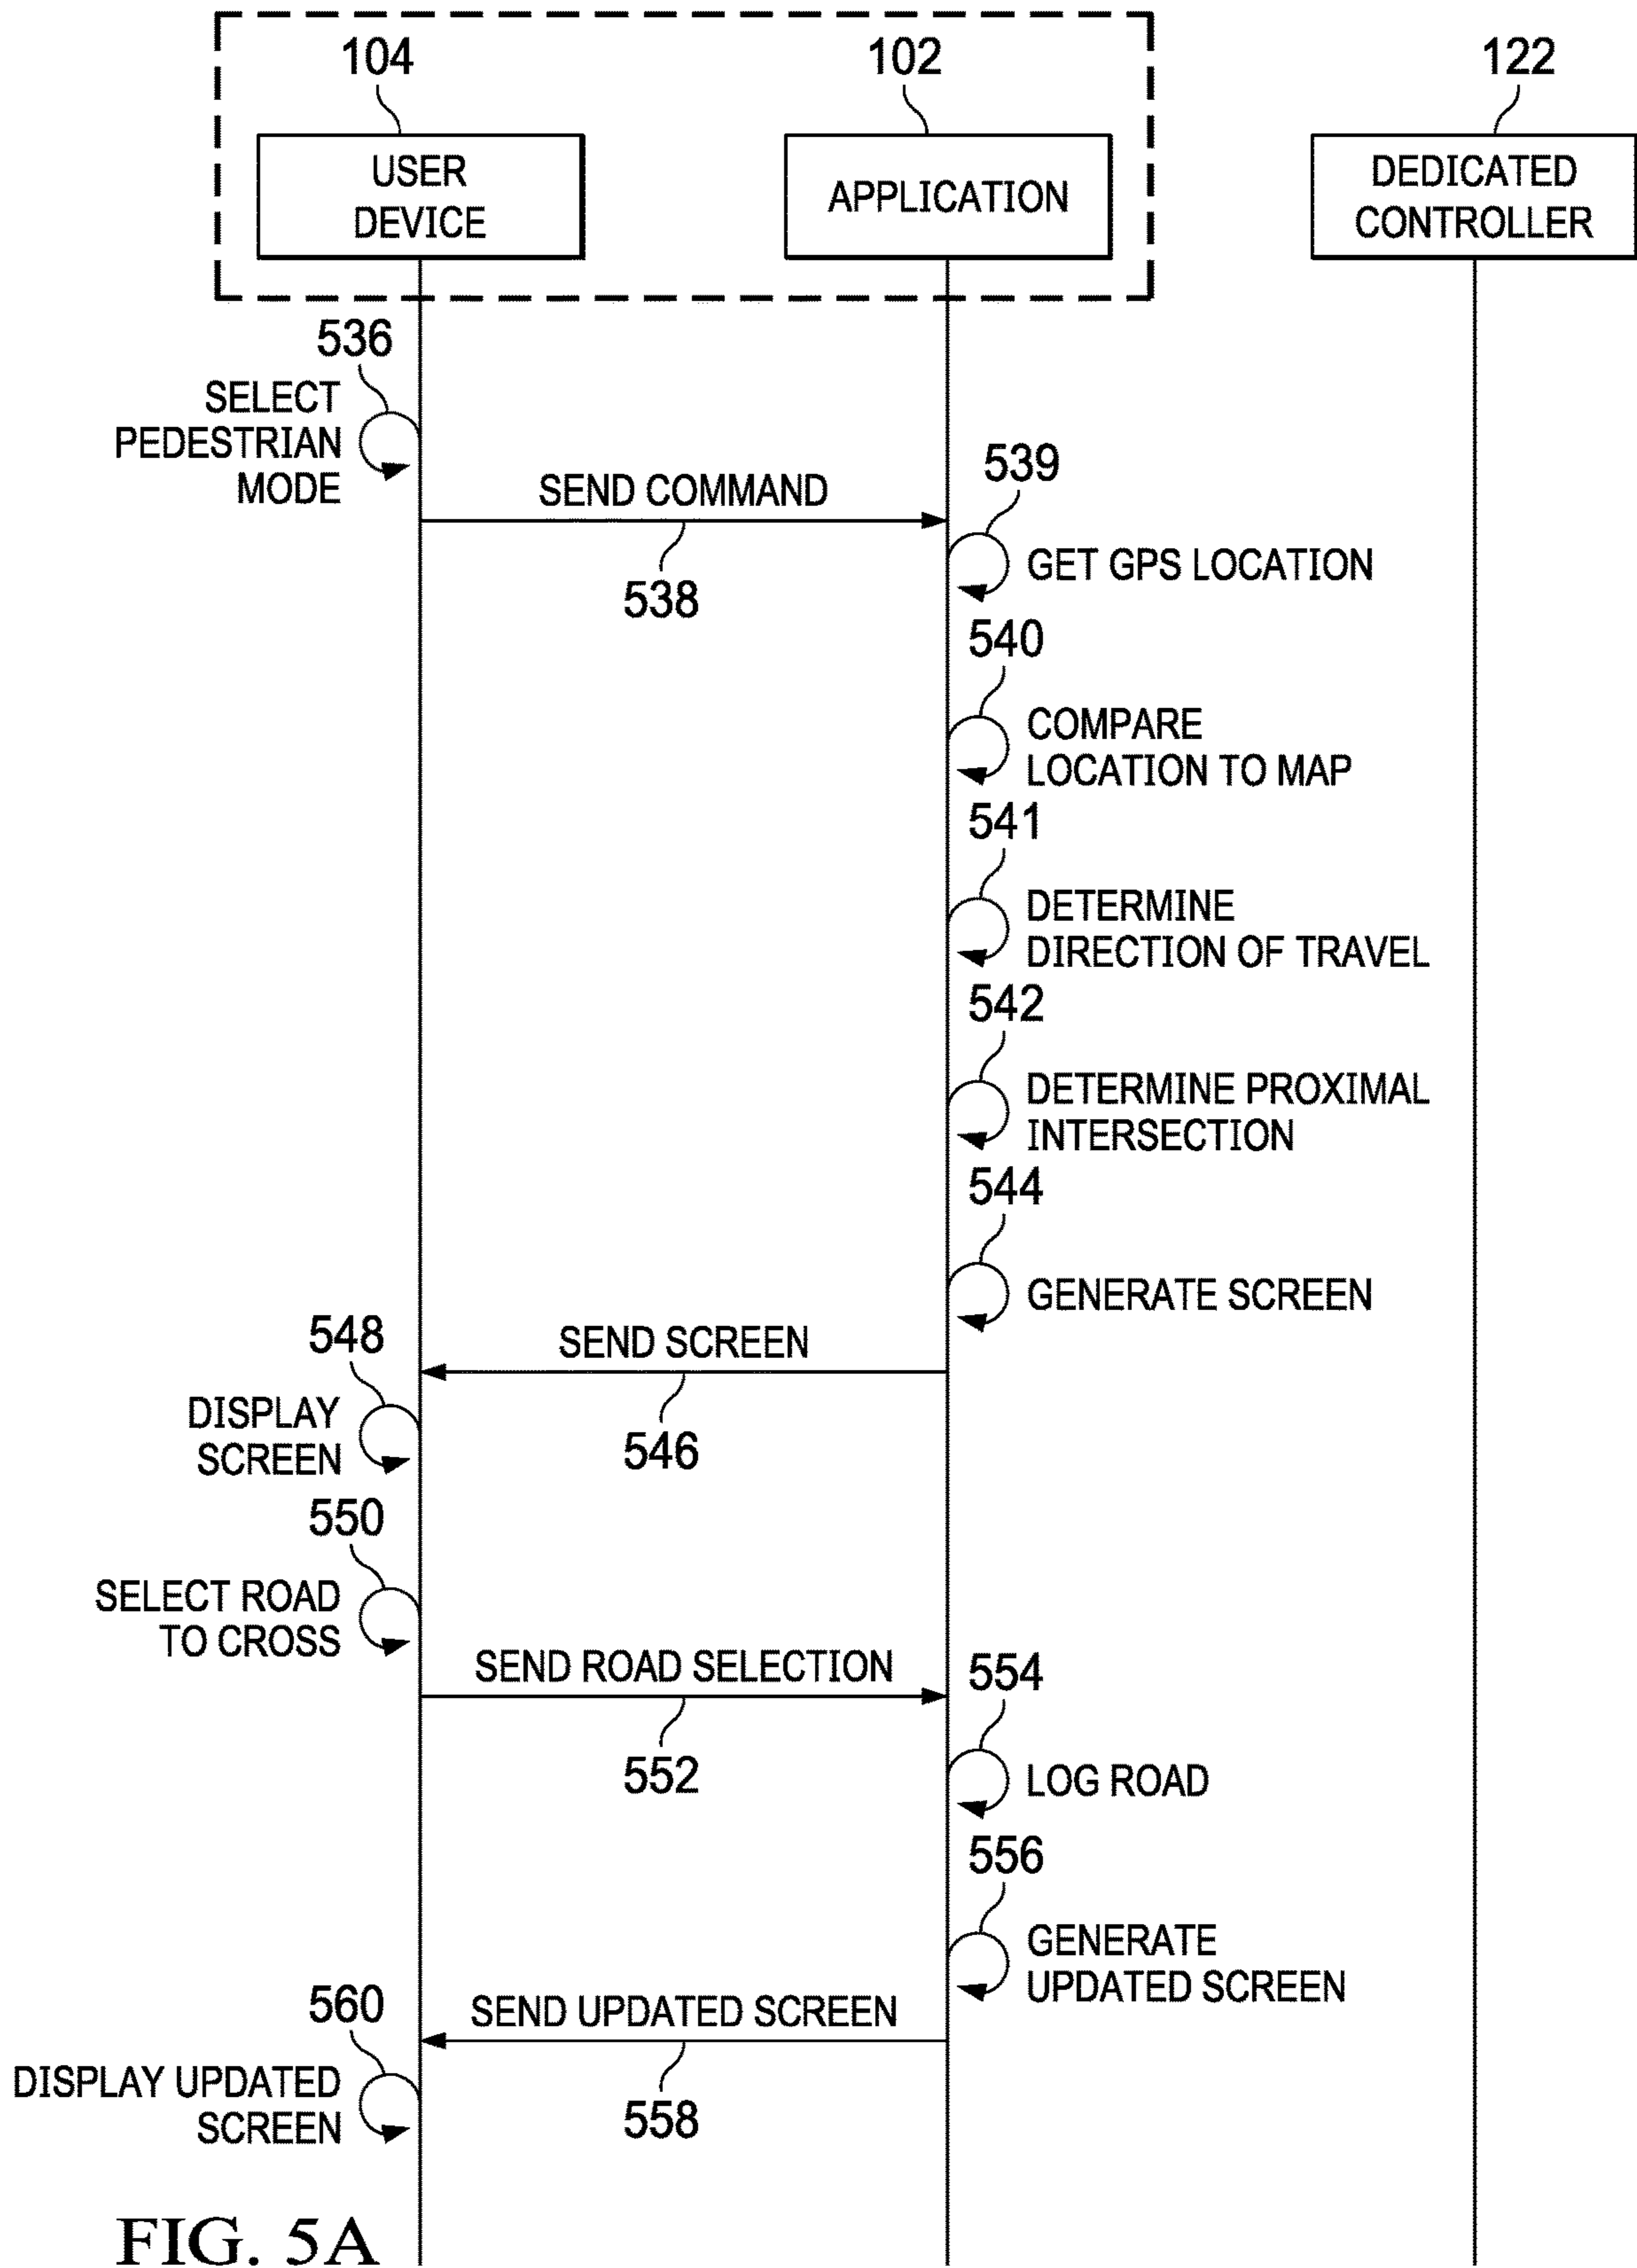 104
102
122
USER
DEVICE
APPLICATION
DEDICATED
CONTROLLER
536
SELECT
PEDESTRIAN
MODE
SEND COMMAND
538
539
GET GPS LOCATION
540
COMPARE
LOCATION TO MAP
541
DETERMINE
DIRECTION OF TRAVEL
542
DETERMINE PROXIMAL
INTERSECTION
544
GENERATE SCREEN
SEND SCREEN
546
548
DISPLAY
SCREEN
550
SELECT ROAD
TO CROSS
SEND ROAD SELECTION
552
554
LOG ROAD
556
GENERATE
UPDATED SCREEN
SEND UPDATED SCREEN
558
560
DISPLAY UPDATED
SCREEN
FIG. 5A